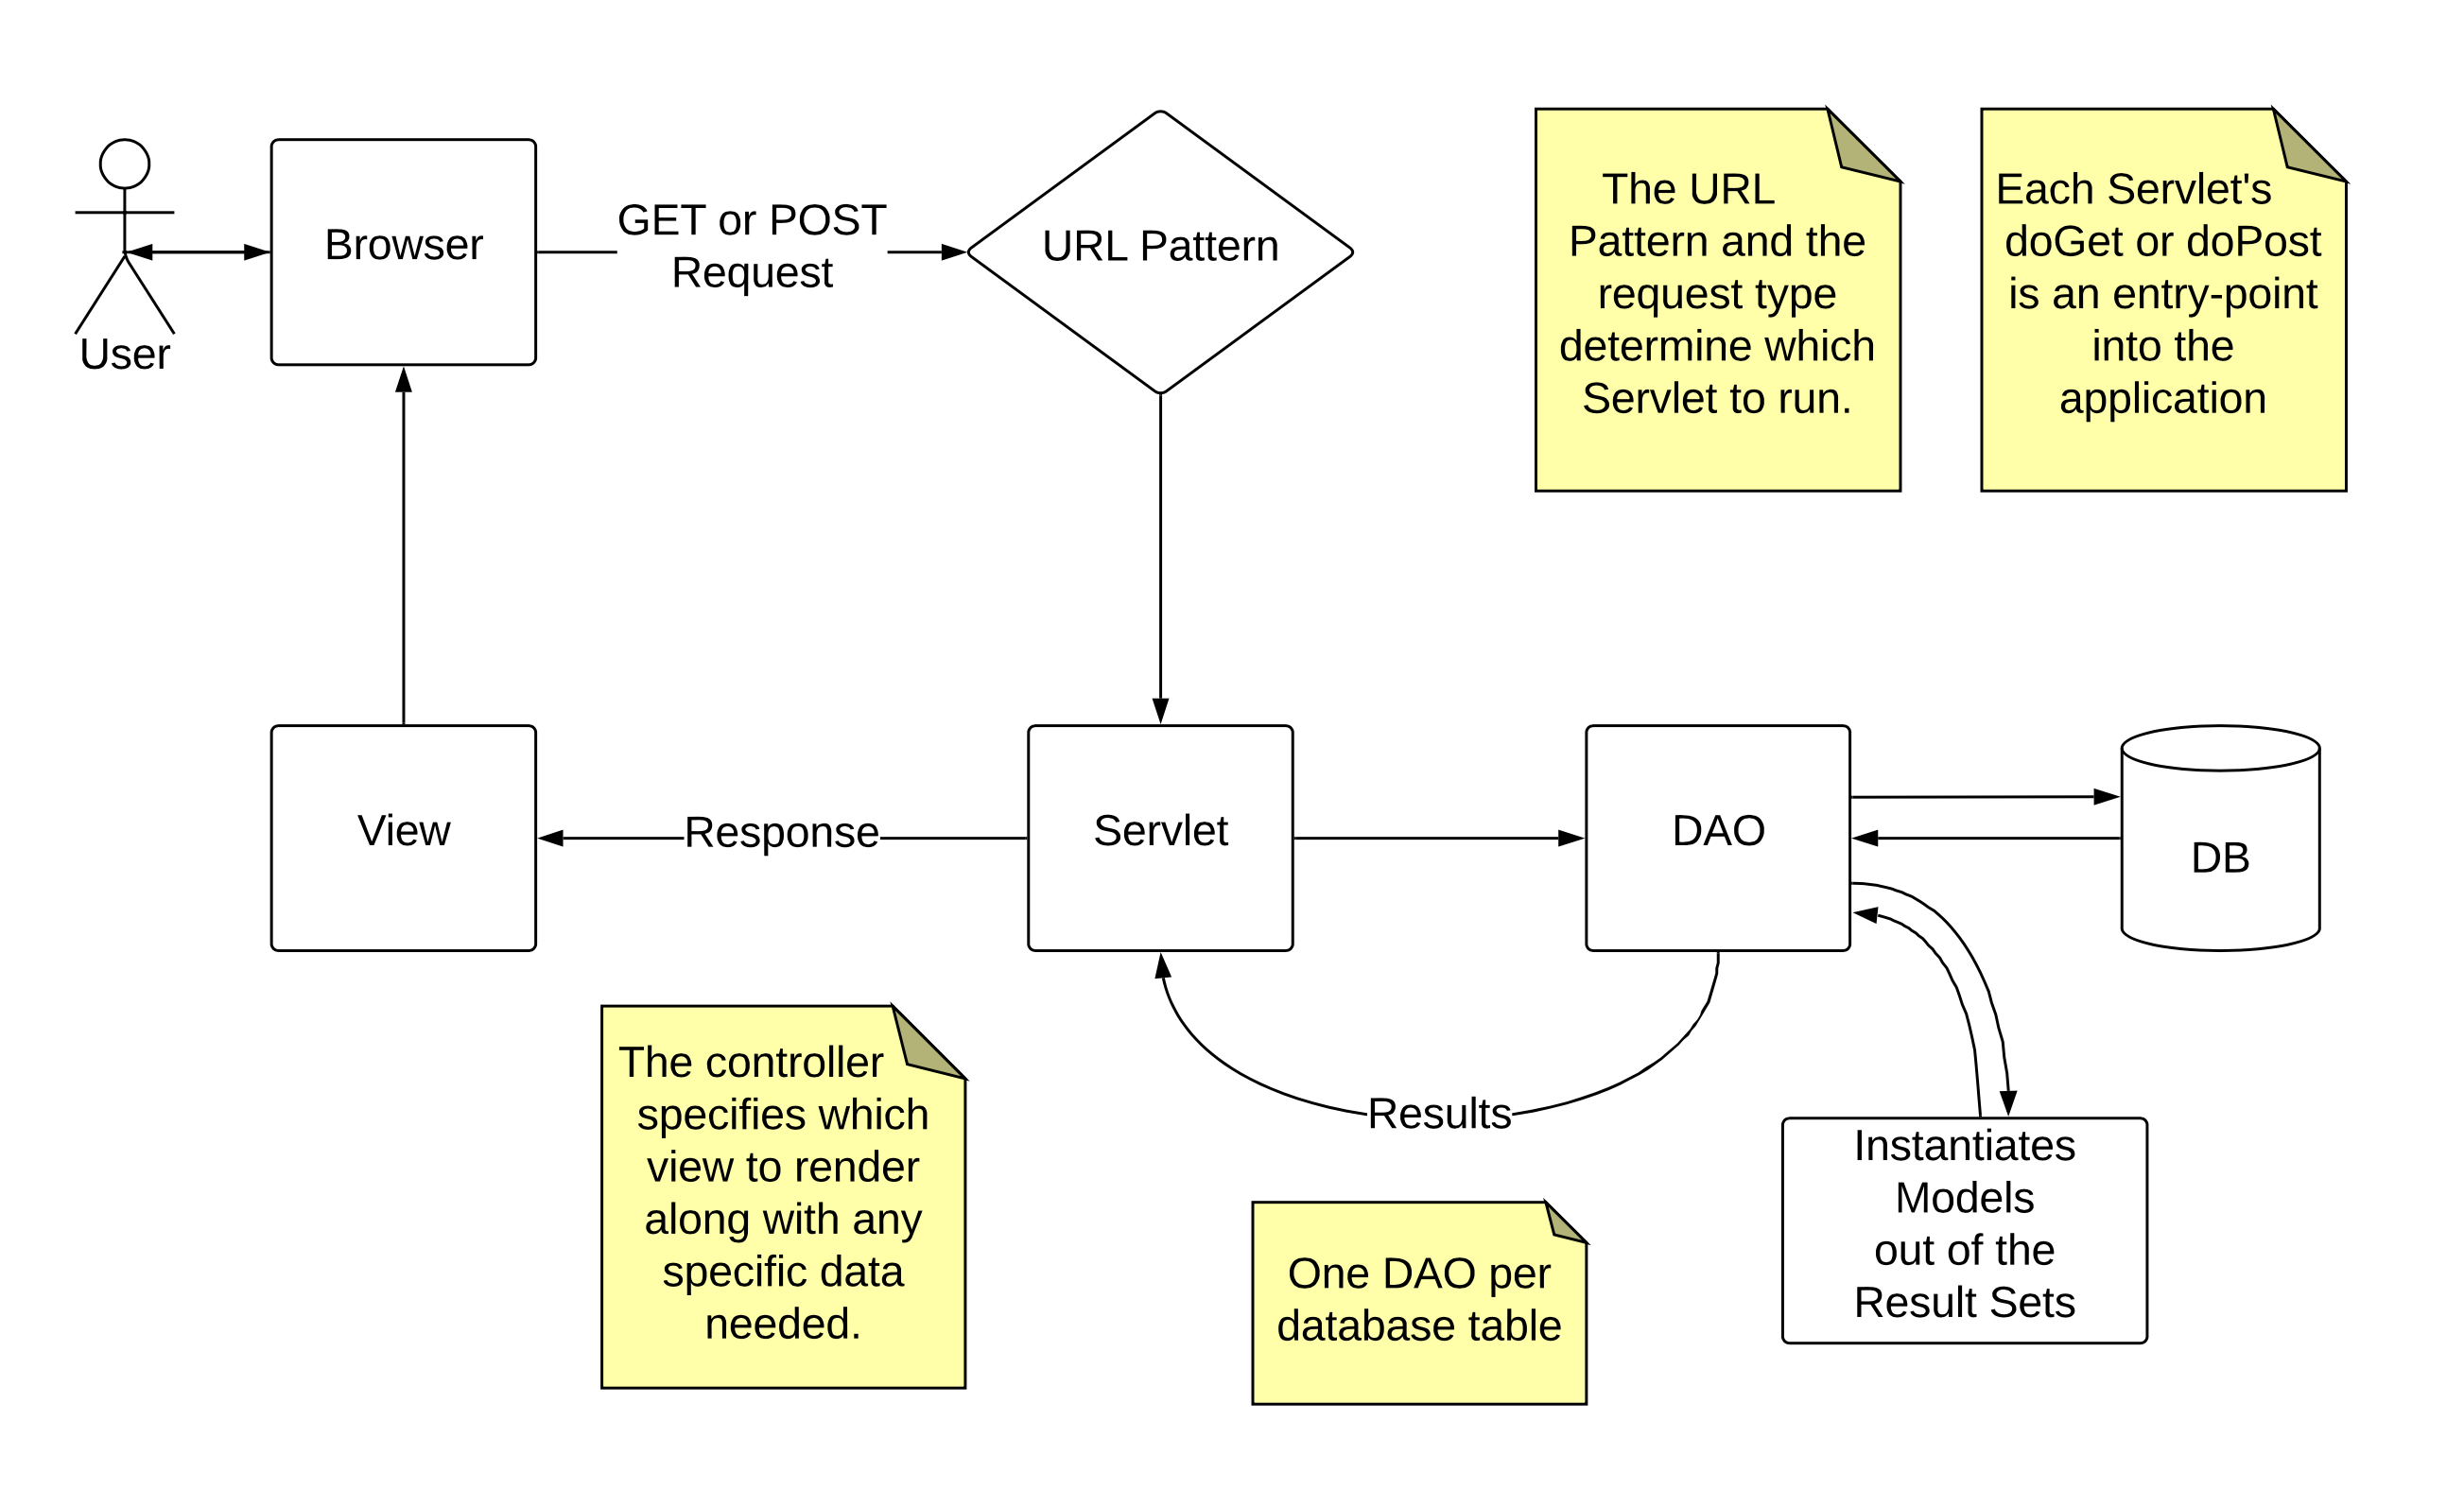 User
Browser
GET or POST
Request
URL Pattern
The URL
Pattern and the
request type
determine which
Servlet to run.
Each Servlet's
doGet or doPost
is an entry-point
into the
application
View
Response
Servlet
DAO
DB
The controller
specifies which
view to render
along with any
specific data
needed.
Results
One DAO per
database table
Instantiates
Models
out of the
Result Sets